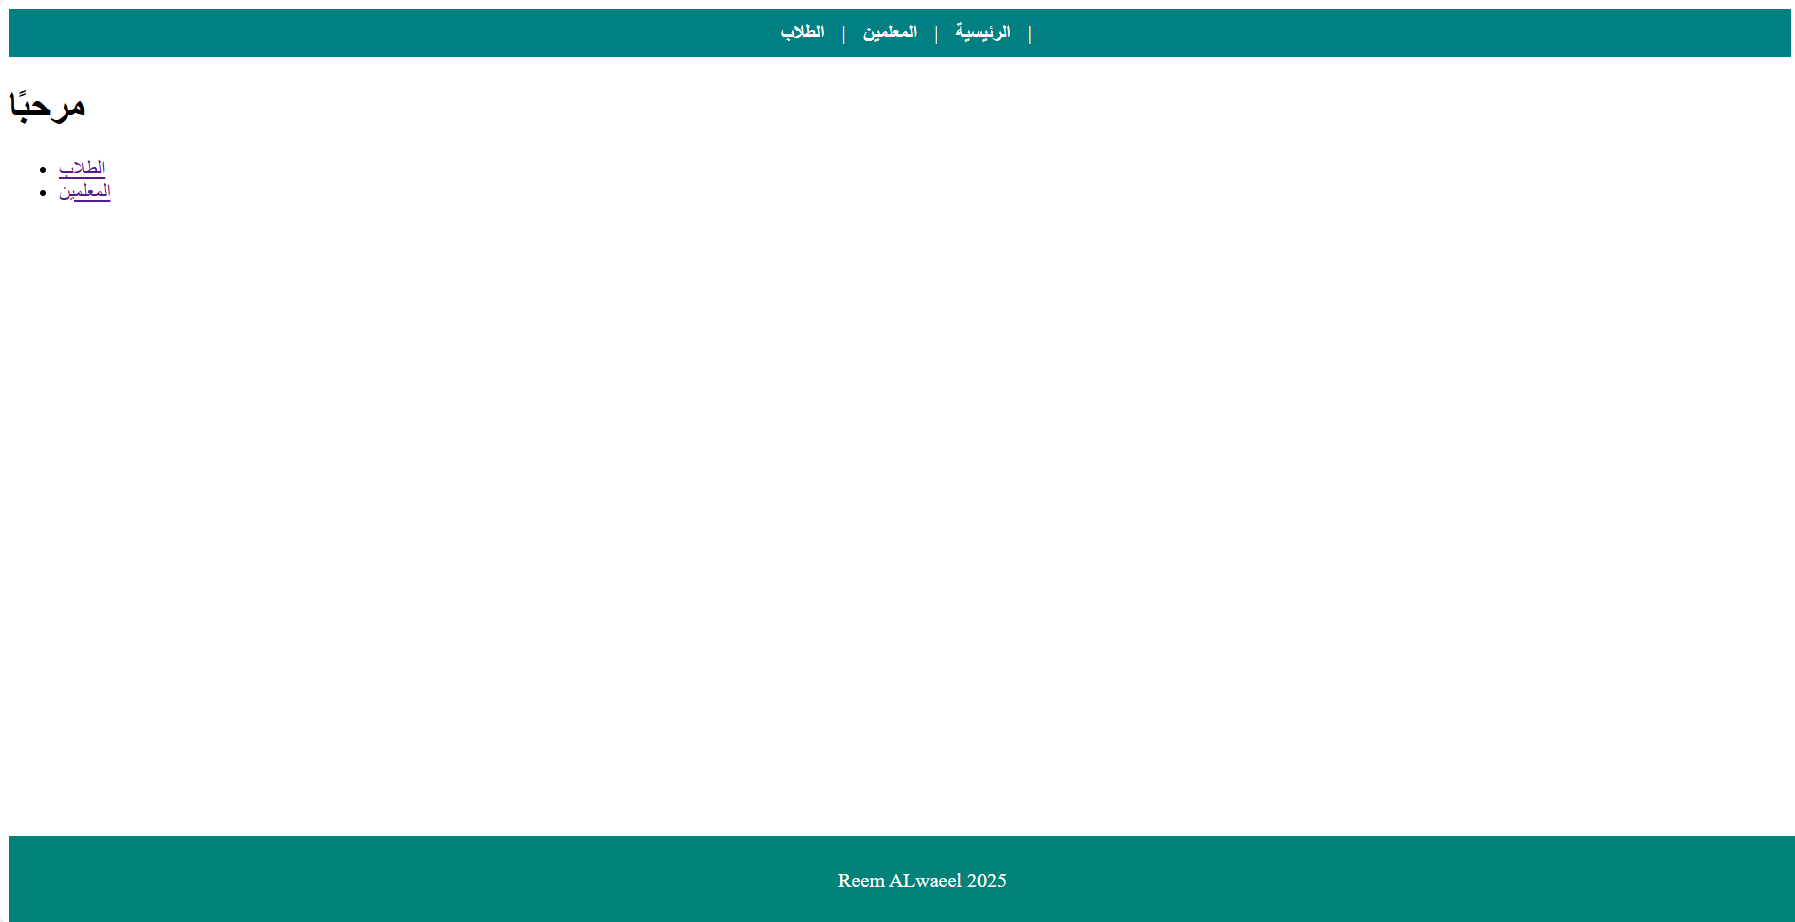 | الرئيسية | المعلمين | الطلاب
مرحبًا
الطلاب
المعلمين
Reem ALwaeel 2025